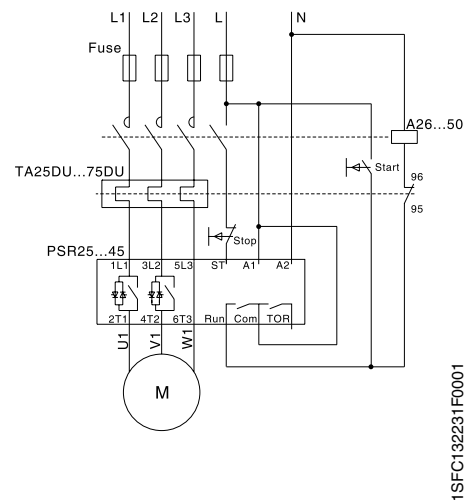 L1 L2 L3 L N
Fuse
A26...50
Start
TA25DU...75DU
96
95
Stop
PSR25...45
1L1 3L2 5L3 ST A1 A2
2T1 4T2 6T3 Run Com TOR
U1 V1 W1
M
1SFC132231F0001